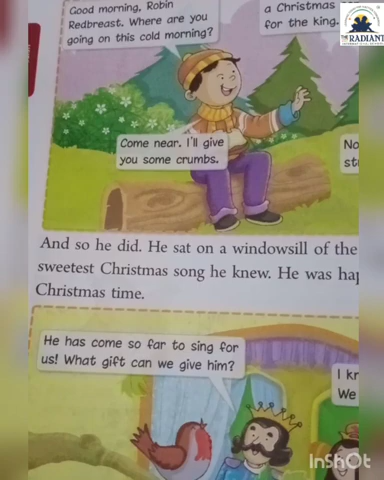 THE RADIANT
Good morning, Robin
Redbreast. Where are you
going on this cold morning?
a Christmas
for the king.
Come near. I'll give
you some crumbs.
No
And so he did. He sat on a windowsill of the
sweetest Christmas song he knew. He was
Christmas time.
He has come so far to sing for
us! What gift can we give him?
I
We
InShOt